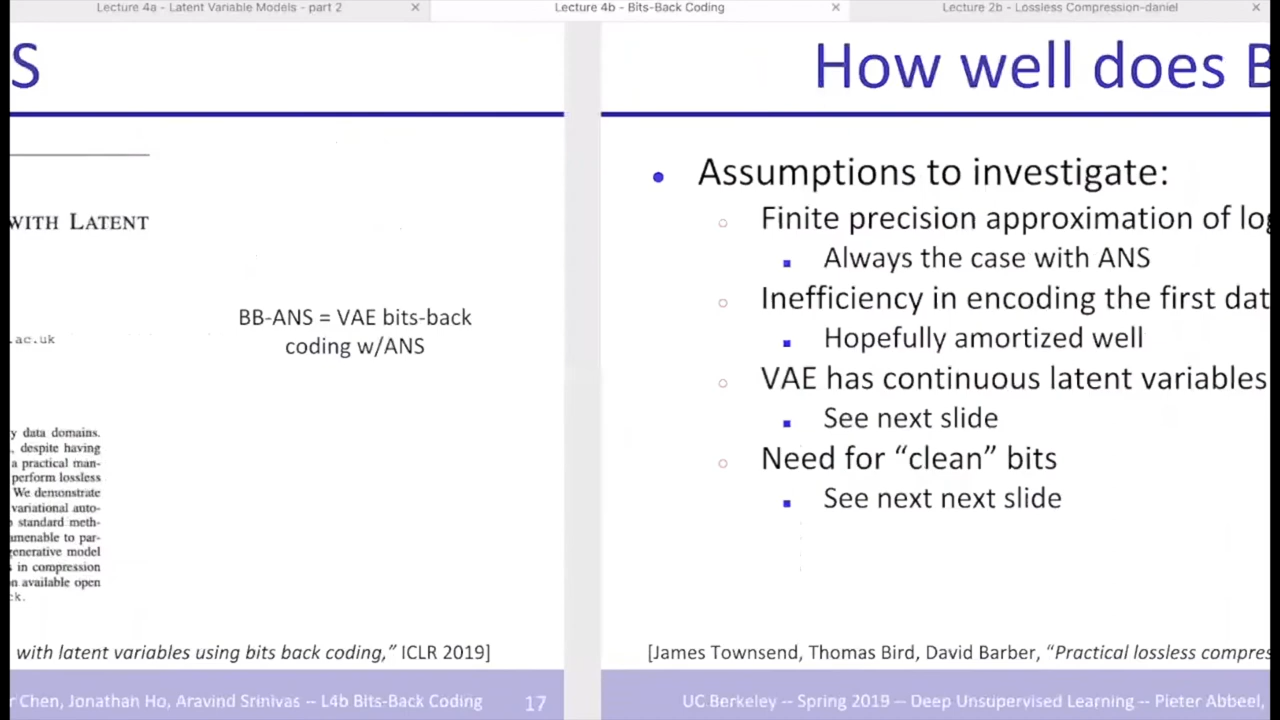 Lecture 4a - Latent Variable Models - part 2
Lecture 4b - Bits-Back Coding
Lecture 2b - Lossless Compression-daniel
S
WITH LATENT
.ac.uk
BB-ANS = VAE bits-back
coding w/ANS
y data domains.
, despite having
a practical man-
perform lossless
We demonstrate
variational auto-
standard meth-
menable to par-
enerative model
in compression
n available open
k.
with latent variables using bits back coding,” ICLR 2019]
r Chen, Jonathan Ho, Aravind Srinivas -- L4b Bits-Back Coding
17
How well does B
• Assumptions to investigate:
○ Finite precision approximation of log
▪ Always the case with ANS
○ Inefficiency in encoding the first dat
▪ Hopefully amortized well
○ VAE has continuous latent variables
▪ See next slide
○ Need for “clean” bits
▪ See next next slide
[James Townsend, Thomas Bird, David Barber, “Practical lossless compres
UC Berkeley -- Spring 2019 -- Deep Unsupervised Learning -- Pieter Abbeel,